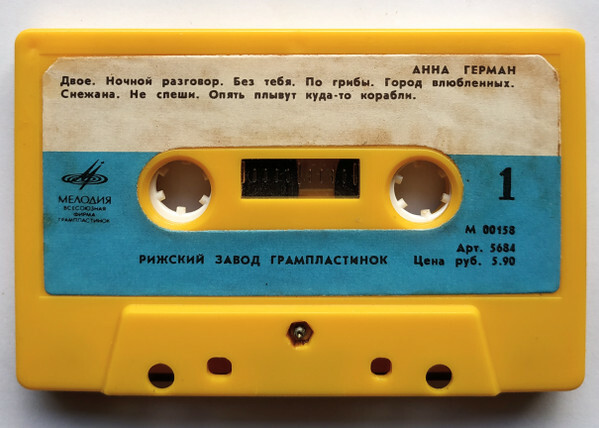 АННА ГЕРМАН
Двое. Ночной разговор. Без тебя. По грибы. Город влюбленных.
Снежана. Не спеши. Опять плывут куда-то корабли.
МЕЛОДИЯ
ВСЕСОЮЗНАЯ
ФИРМА
ГРАМПЛАСТИНОК
1
М 00158
Арт. 5684
РИЖСКИЙ ЗАВОД ГРАМПЛАСТИНОК Цена руб. 5.90